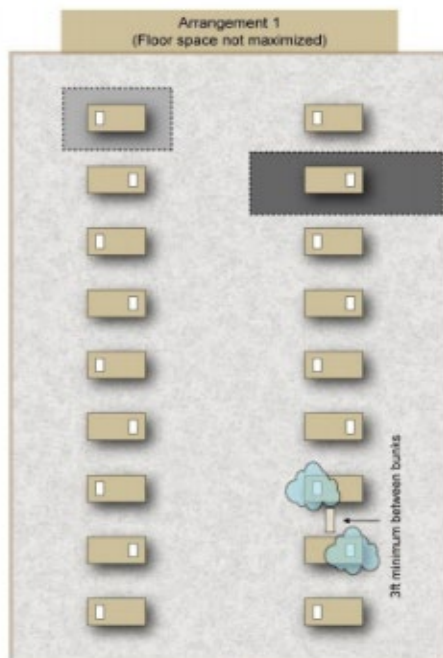 Arrangement 1
(Floor space not maximized)
3ft minimum between bunks